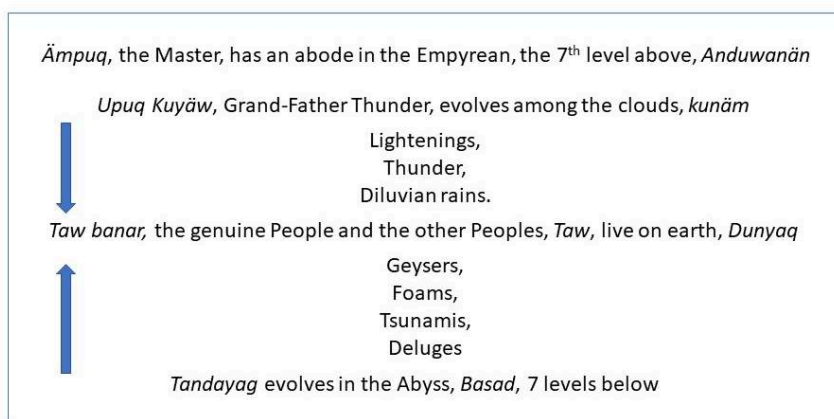 Ämpuq, the Master, has an abode in the Empyrean, the 7th level above, Anduwanän
Upuq Kuyäw, Grand-Father Thunder, evolves among the clouds, kunäm
Lightenings,
Thunder,
Diluvian rains.
Taw banar, the genuine People and the other Peoples, Taw, live on earth, Dunyaq
Geysers,
Foams,
Tsunamis,
Deluges
Tandayag evolves in the Abyss, Basad, 7 levels below